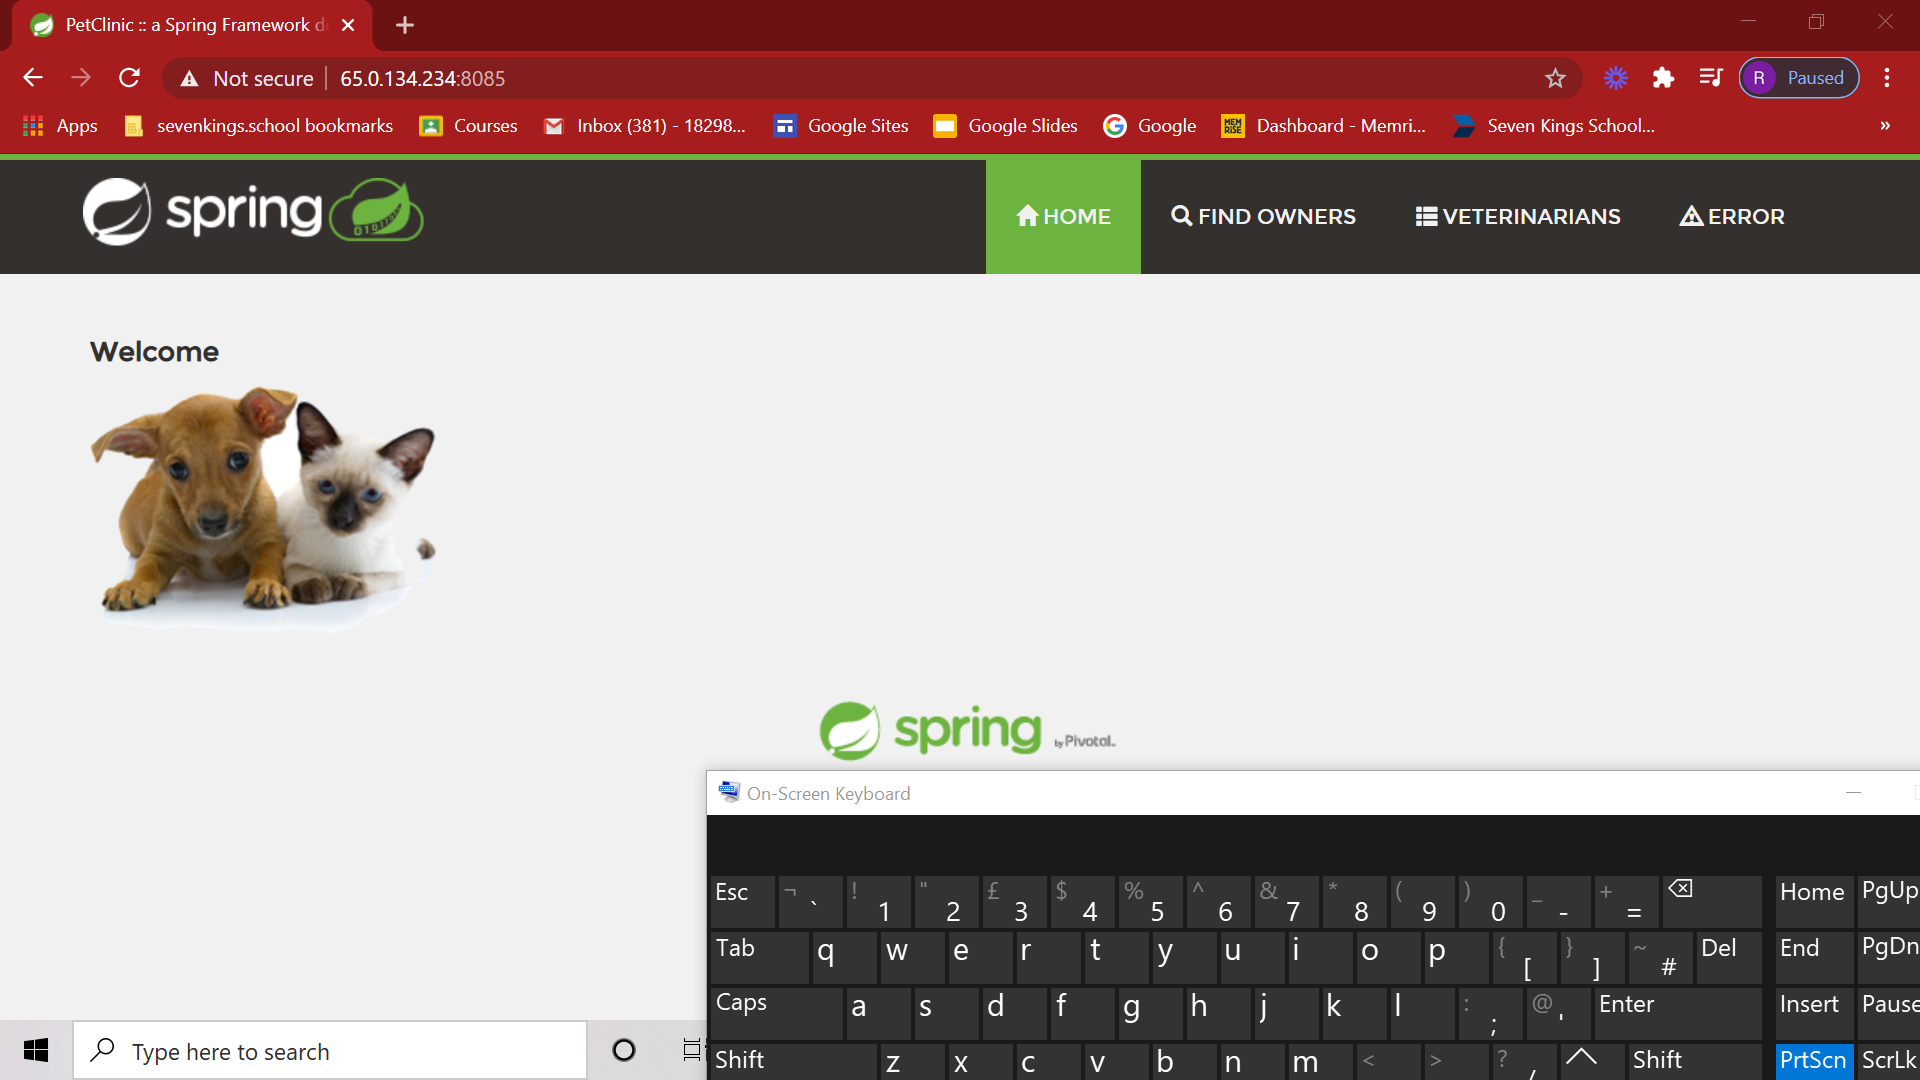 PetClinic :: a Spring Framework d
Not secure | 65.0.134.234:8085
R Paused
Apps sevenkings.school bookmarks Courses Inbox (381) - 18298... Google Sites Google Slides Google Dashboard - Memri... Seven Kings School... »
spring
HOME FIND OWNERS VETERINARIANS ERROR
Welcome
spring by Pivotal
On-Screen Keyboard
Esc ¬ ` ! 1 " 2 £ 3 $ 4 % 5 ^ 6 & 7 * 8 ( 9 ) 0 _ - + = Home PgUp
Tab q w e r t y u i o p { [ } ] ~ # Del End PgDn
Caps a s d f g h j k l : ; @ ' Enter Insert Pause
Shift z x c v b n m < > ? / Shift PrtScn ScrLk
Type here to search